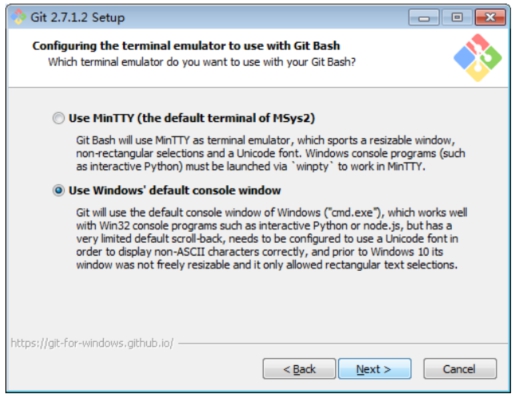 Git 2.7.1.2 Setup
Configuring the terminal emulator to use with Git Bash
Which terminal emulator do you want to use with your Git Bash?
Use MinTTY (the default terminal of MSys2)
Git Bash will use MinTTY as terminal emulator, which sports a resizable window,
non-rectangular selections and a Unicode font. Windows console programs (such
as interactive Python) must be launched via `winpty` to work in MinTTY.
Use Windows' default console window
Git will use the default console window of Windows ("cmd.exe"), which works well
with Win32 console programs such as interactive Python or node.js, but has a
very limited default scroll-back, needs to be configured to use a Unicode font in
order to display non-ASCII characters correctly, and prior to Windows 10 its
window was not freely resizable and it only allowed rectangular text selections.
https://git-for-windows.github.io/
< Back Next > Cancel